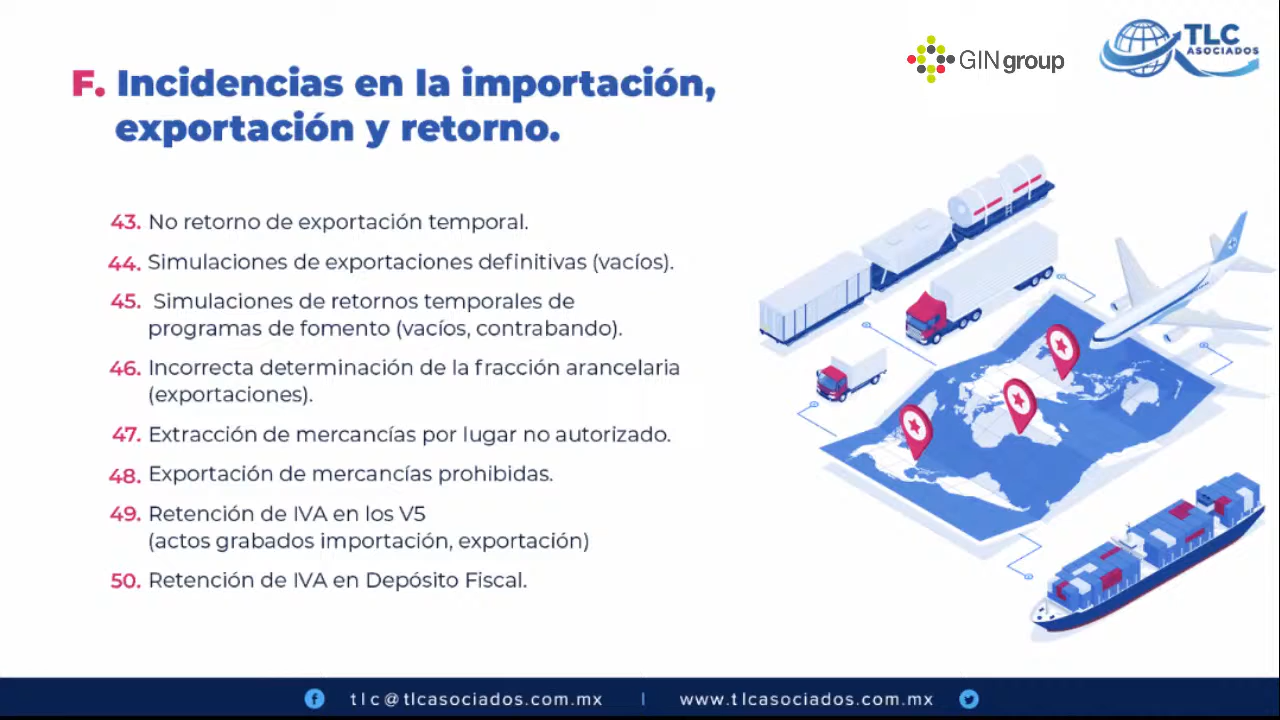 GINgroup
TLC
ASOCIADOS
F. Incidencias en la importación,
exportación y retorno.
43. No retorno de exportación temporal.
44. Simulaciones de exportaciones definitivas (vacíos).
45. Simulaciones de retornos temporales de
programas de fomento (vacíos, contrabando).
46. Incorrecta determinación de la fracción arancelaria
(exportaciones).
47. Extracción de mercancías por lugar no autorizado.
48. Exportación de mercancías prohibidas.
49. Retención de IVA en los V5
(actos grabados importación, exportación)
50. Retención de IVA en Depósito Fiscal.
tlc@tlcasociados.com.mx | www.tlcasociados.com.mx